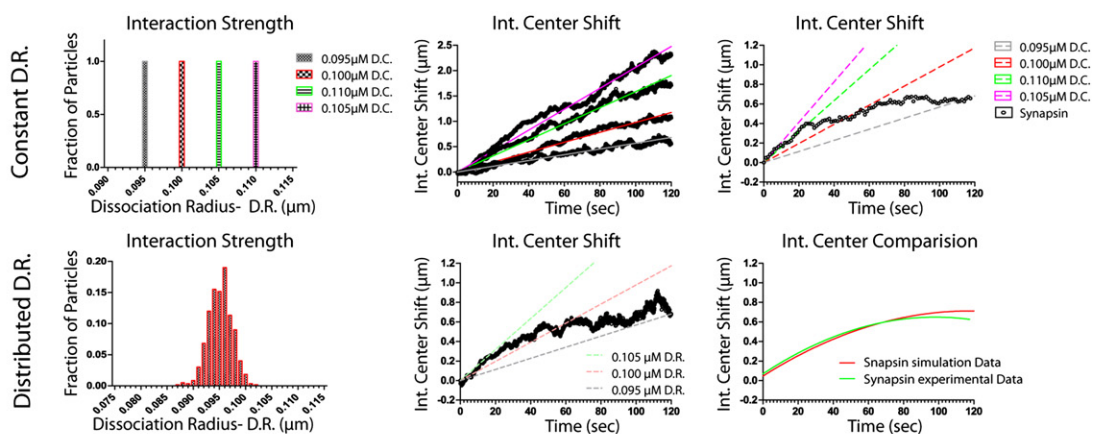 Constant D.R.
Interaction Strength
Fraction of Particles
1.0
0.5
0.0
0.090
0.095
0.100
0.105
0.110
0.115
Dissociation Radius- D.R. (µm)
0.095µM D.C.
0.100µM D.C.
0.110µM D.C.
0.105µM D.C.
Int. Center Shift
Int. Center Shift (µm)
2.5
2.0
1.5
1.0
0.5
0.0
0 20 40 60 80 100 120
Time (sec)
Int. Center Shift
Int. Center Shift (µm)
1.2
1.0
0.8
0.6
0.4
0.2
0.0
-0.2
0 20 40 60 80 100 120
Time (sec)
0.095µM D.C.
0.100µM D.C.
0.110µM D.C.
0.105µM D.C.
Synapsin
Distributed D.R.
Interaction Strength
Fraction of Particles
0.20
0.15
0.10
0.05
0.00
0.075
0.080
0.085
0.090
0.095
0.100
0.105
0.110
0.115
Dissociation Radius- D.R. (µm)
Int. Center Shift
Int. Center Shift (µm)
1.2
1.0
0.8
0.6
0.4
0.2
0.0
-0.2
0 20 40 60 80 100 120
Time (sec)
0.105 µM D.R.
0.100 µM D.R.
0.095 µM D.R.
Int. Center Comparision
Int. Center Shift (µm)
1.2
1.0
0.8
0.6
0.4
0.2
0.0
-0.2
0 20 40 60 80 100 120
Time (sec)
Snapsin simulation Data
Synapsin experimental Data